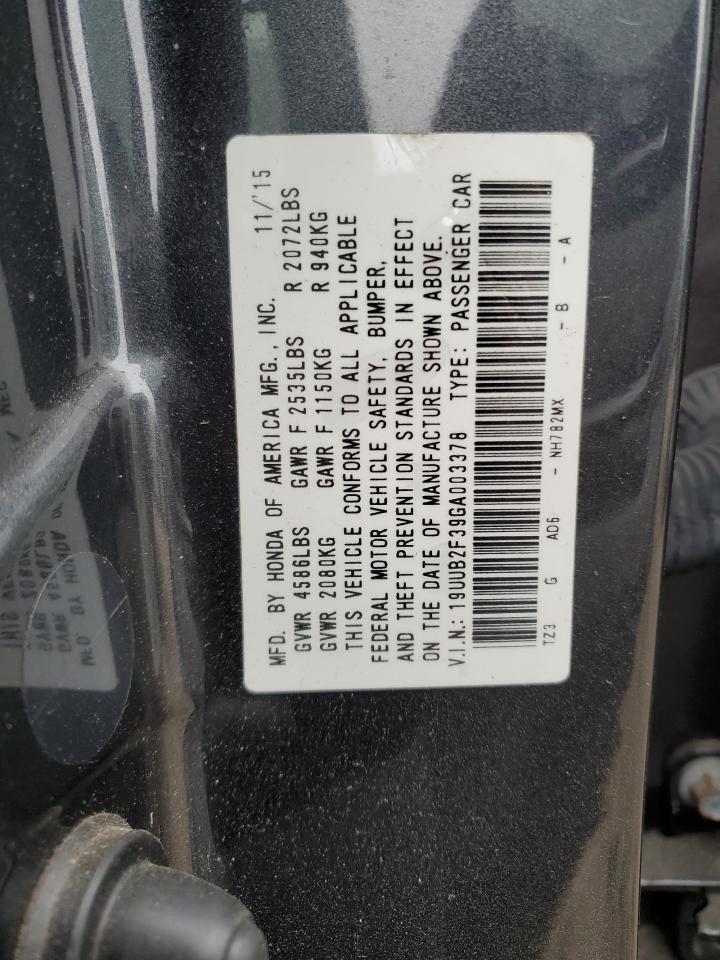 MFD. BY HONDA OF AMERICA MFG., INC. 11/'15
GVWR 4586LBS GAWR F 2535LBS R 2072LBS
GVWR 2080KG GAWR F 1150KG R 940KG
THIS VEHICLE CONFORMS TO ALL APPLICABLE
FEDERAL MOTOR VEHICLE SAFETY, BUMPER,
AND THEFT PREVENTION STANDARDS IN EFFECT
ON THE DATE OF MANUFACTURE SHOWN ABOVE.
V.I.N.: 19UUB2F39GA003378 TYPE: PASSENGER CAR
TZ3 G AD6 - NH782MX - B - A